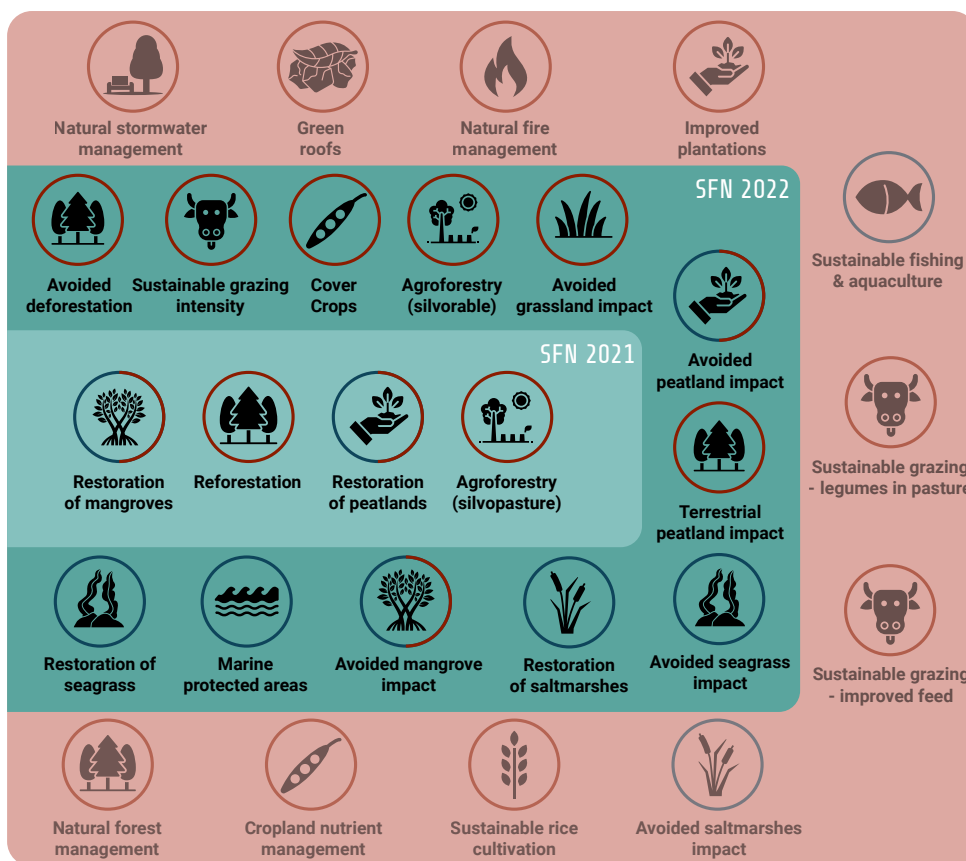 Natural stormwater
management
Green
roofs
Natural fire
management
Improved
plantations
SFN 2022
Sustainable fishing
& aquaculture
Avoided
deforestation
Sustainable grazing
intensity
Cover
Crops
Agroforestry
(silvorable)
Avoided
grassland impact
Avoided
peatland impact
SFN 2021
Restoration
of mangroves
Reforestation
Restoration
of peatlands
Agroforestry
(silvopasture)
Sustainable grazing
- legumes in pasture
Terrestrial
peatland impact
Restoration of
seagrass
Marine
protected areas
Avoided mangrove
impact
Restoration
of saltmarshes
Avoided seagrass
impact
Sustainable grazing
- improved feed
Natural forest
management
Cropland nutrient
management
Sustainable rice
cultivation
Avoided saltmarshes
impact